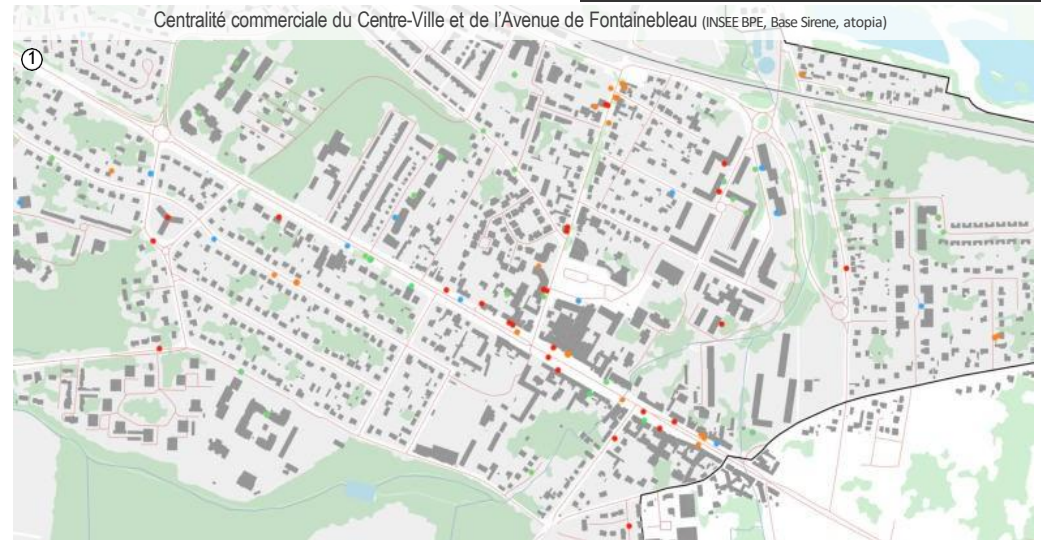 Centralité commerciale du Centre-Ville et de l'Avenue de Fontainebleau (INSEE BPE, Base Sirene, atopia)
1